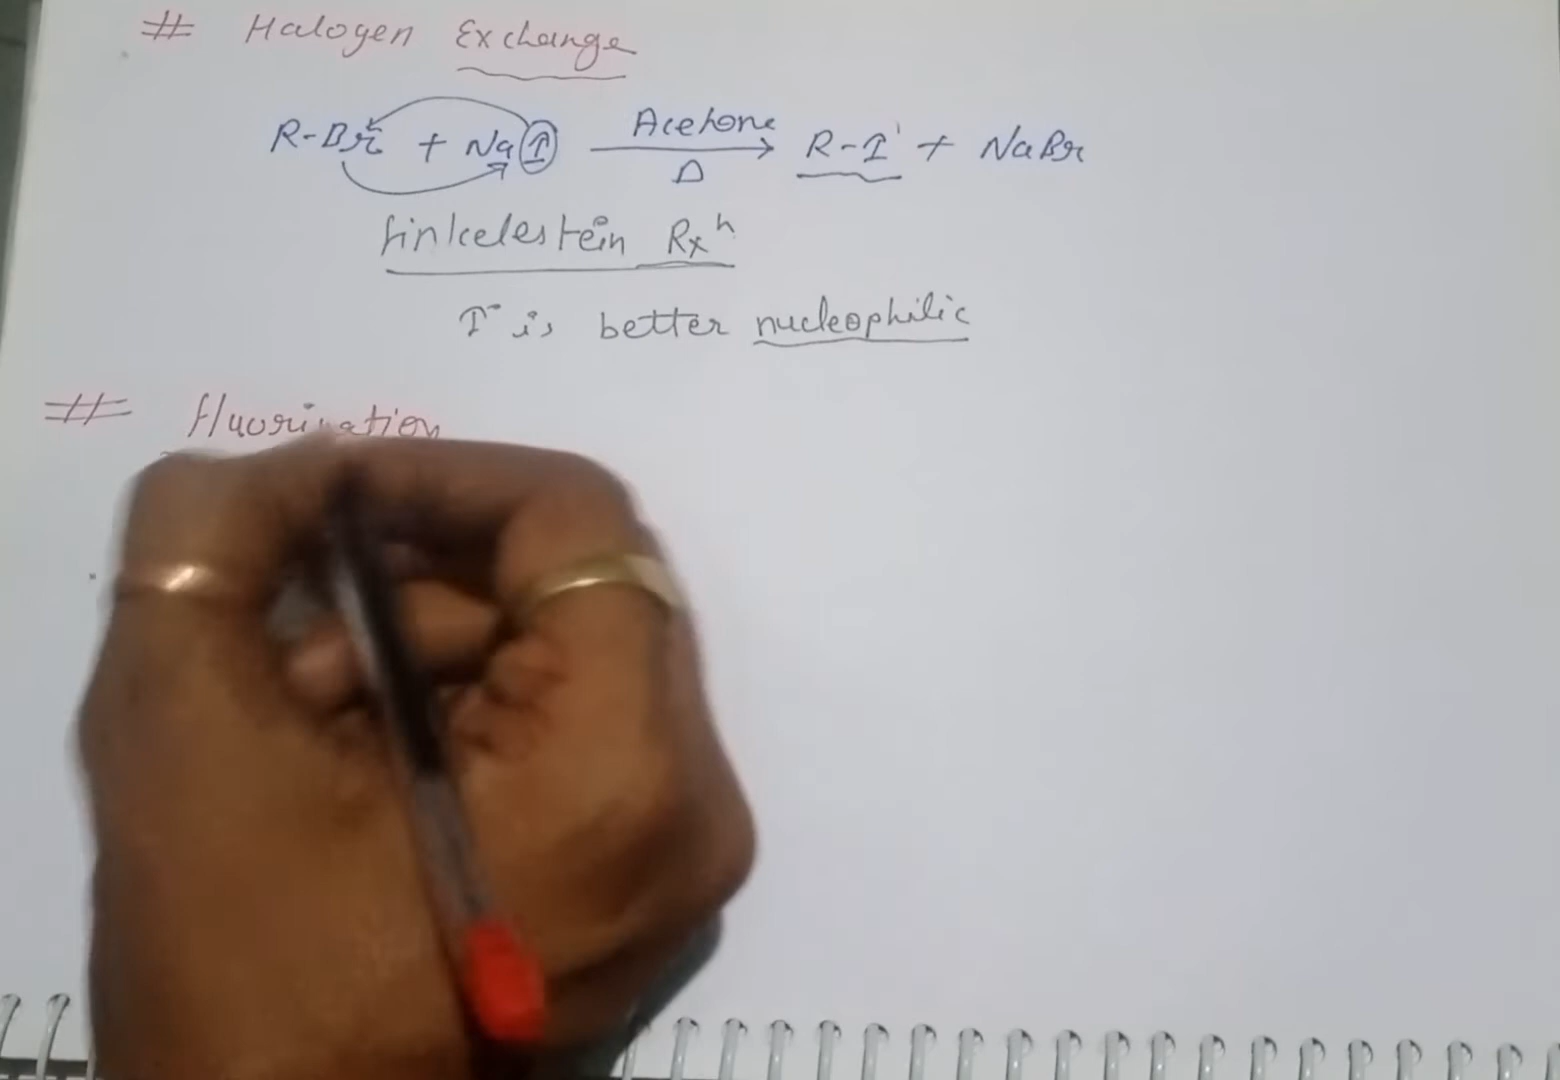 # Halogen Exchange
R-Br + NaI Acetone → Δ R-I + NaBr
finkelestein Rxⁿ
I⁻ is better nucleophilic
# fluorination